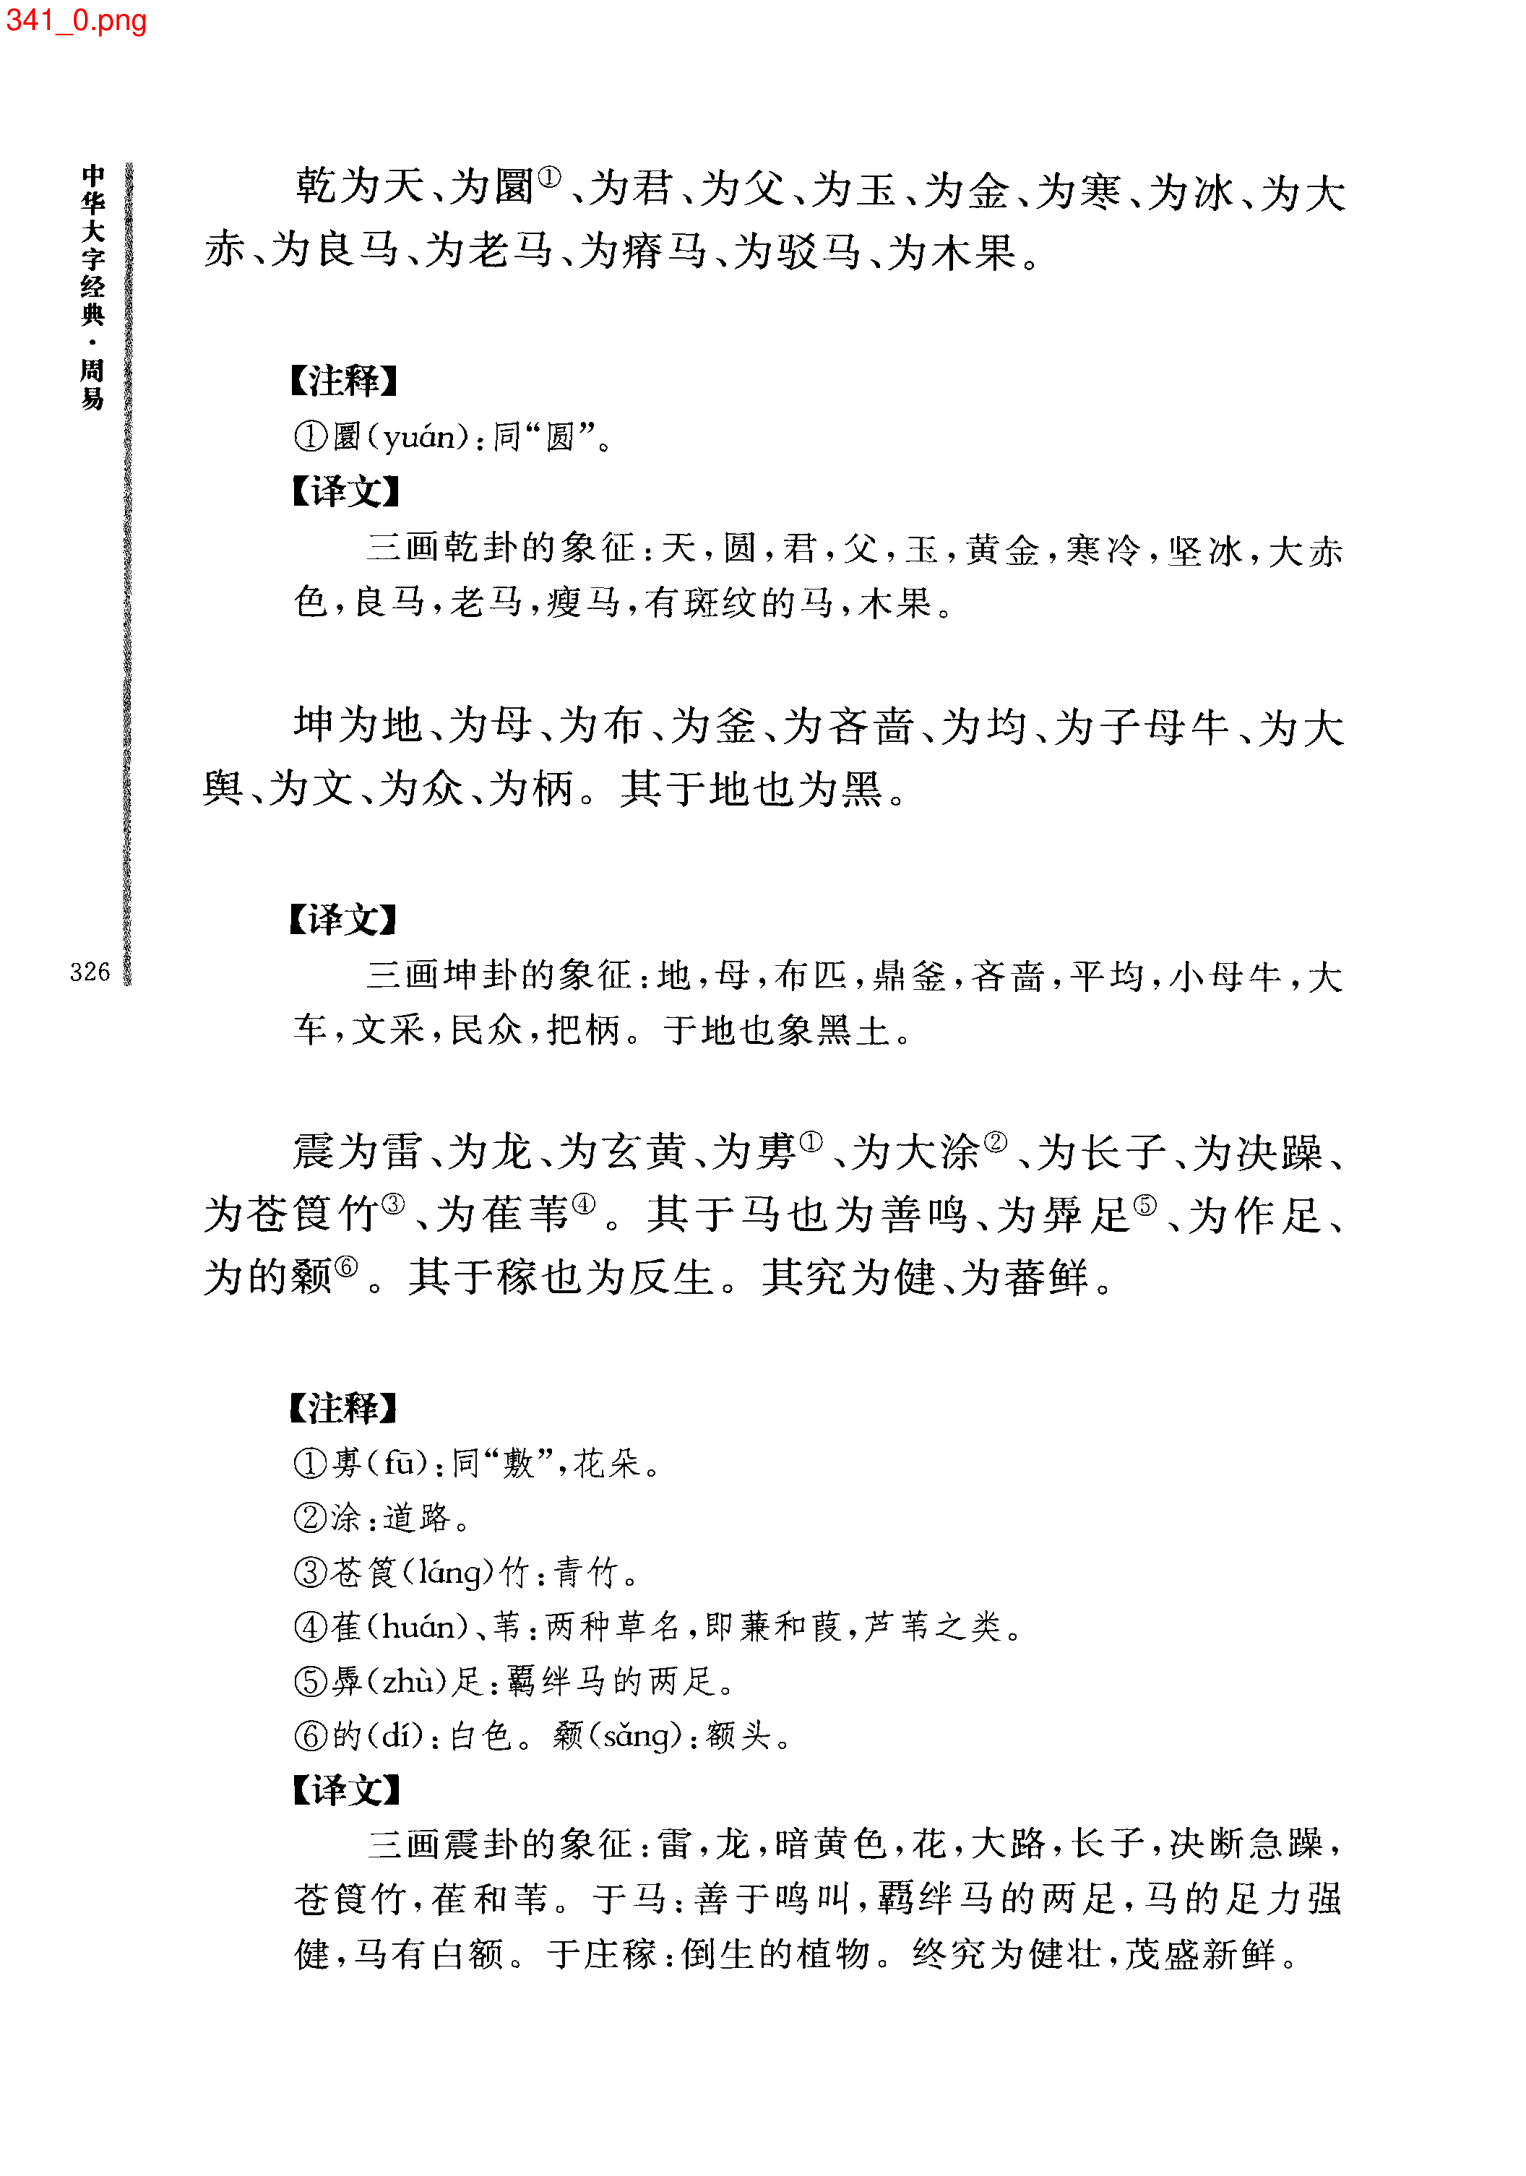 341_0.png
中华大字经典·周易
326
乾为天、为圜①、为君、为父、为玉、为金、为寒、为冰、为大
赤、为良马、为老马、为瘠马、为驳马、为木果。
【注释】
①圜(yuán):同“圆”。
【译文】
三画乾卦的象征:天,圆,君,父,玉,黄金,寒冷,坚冰,大赤
色,良马,老马,瘦马,有斑纹的马,木果。
坤为地、为母、为布、为釜、为吝啬、为均、为子母牛、为大
舆、为文、为众、为柄。其于地也为黑。
【译文】
三画坤卦的象征:地,母,布匹,鼎釜,吝啬,平均,小母牛,大
车,文采,民众,把柄。于地也象黑土。
震为雷、为龙、为玄黄、为旉①、为大涂②、为长子、为决躁、
为苍筤竹③、为萑苇④。其于马也为善鸣、为馵足⑤、为作足、
为的颡⑥。其于稼也为反生。其究为健、为蕃鲜。
【注释】
①旉(fū):同“敷”,花朵。
②涂:道路。
③苍筤(láng)竹:青竹。
④萑(huán)、苇:两种草名,即蒹和葭,芦苇之类。
⑤馵(zhù)足:羁绊马的两足。
⑥的(dí):白色。颡(sǎng):额头。
【译文】
三画震卦的象征:雷,龙,暗黄色,花,大路,长子,决断急躁,
苍筤竹,萑和苇。于马:善于鸣叫,羁绊马的两足,马的足力强
健,马有白额。于庄稼:倒生的植物。终究为健壮,茂盛新鲜。